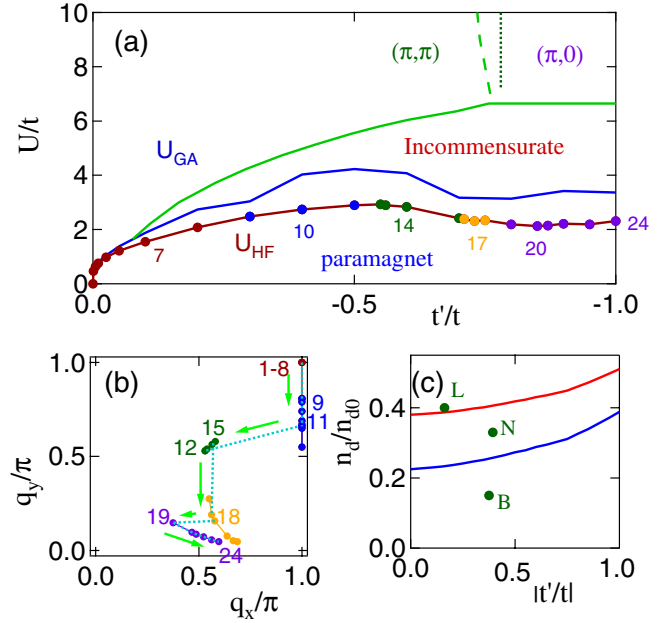 (a)
10
8
6
4
2
0
U/t
(π,π)
(π,0)
U_GA
Incommensurate
U_HF
paramagnet
7
10
14
17
20
24
0.0
-0.5
-1.0
t'/t
(b)
1.0
0.5
0.0
q_y/π
1-8
9
11
15
12
19
18
24
0.0
0.5
1.0
q_x/π
(c)
0.4
0.2
0.0
n_d/n_d0
L
N
B
0.0
0.5
1.0
|t'/t|